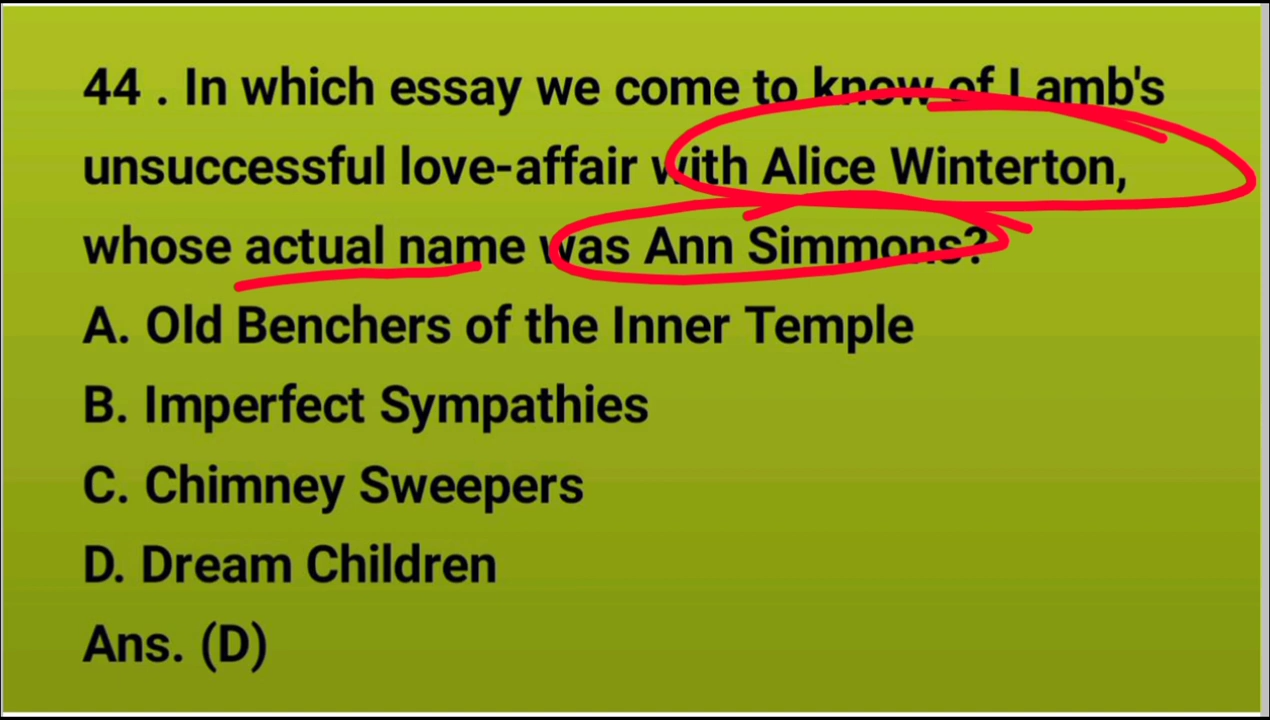 44 . In which essay we come to know of Lamb's
unsuccessful love-affair with Alice Winterton,
whose actual name was Ann Simmons?
A. Old Benchers of the Inner Temple
B. Imperfect Sympathies
C. Chimney Sweepers
D. Dream Children
Ans. (D)